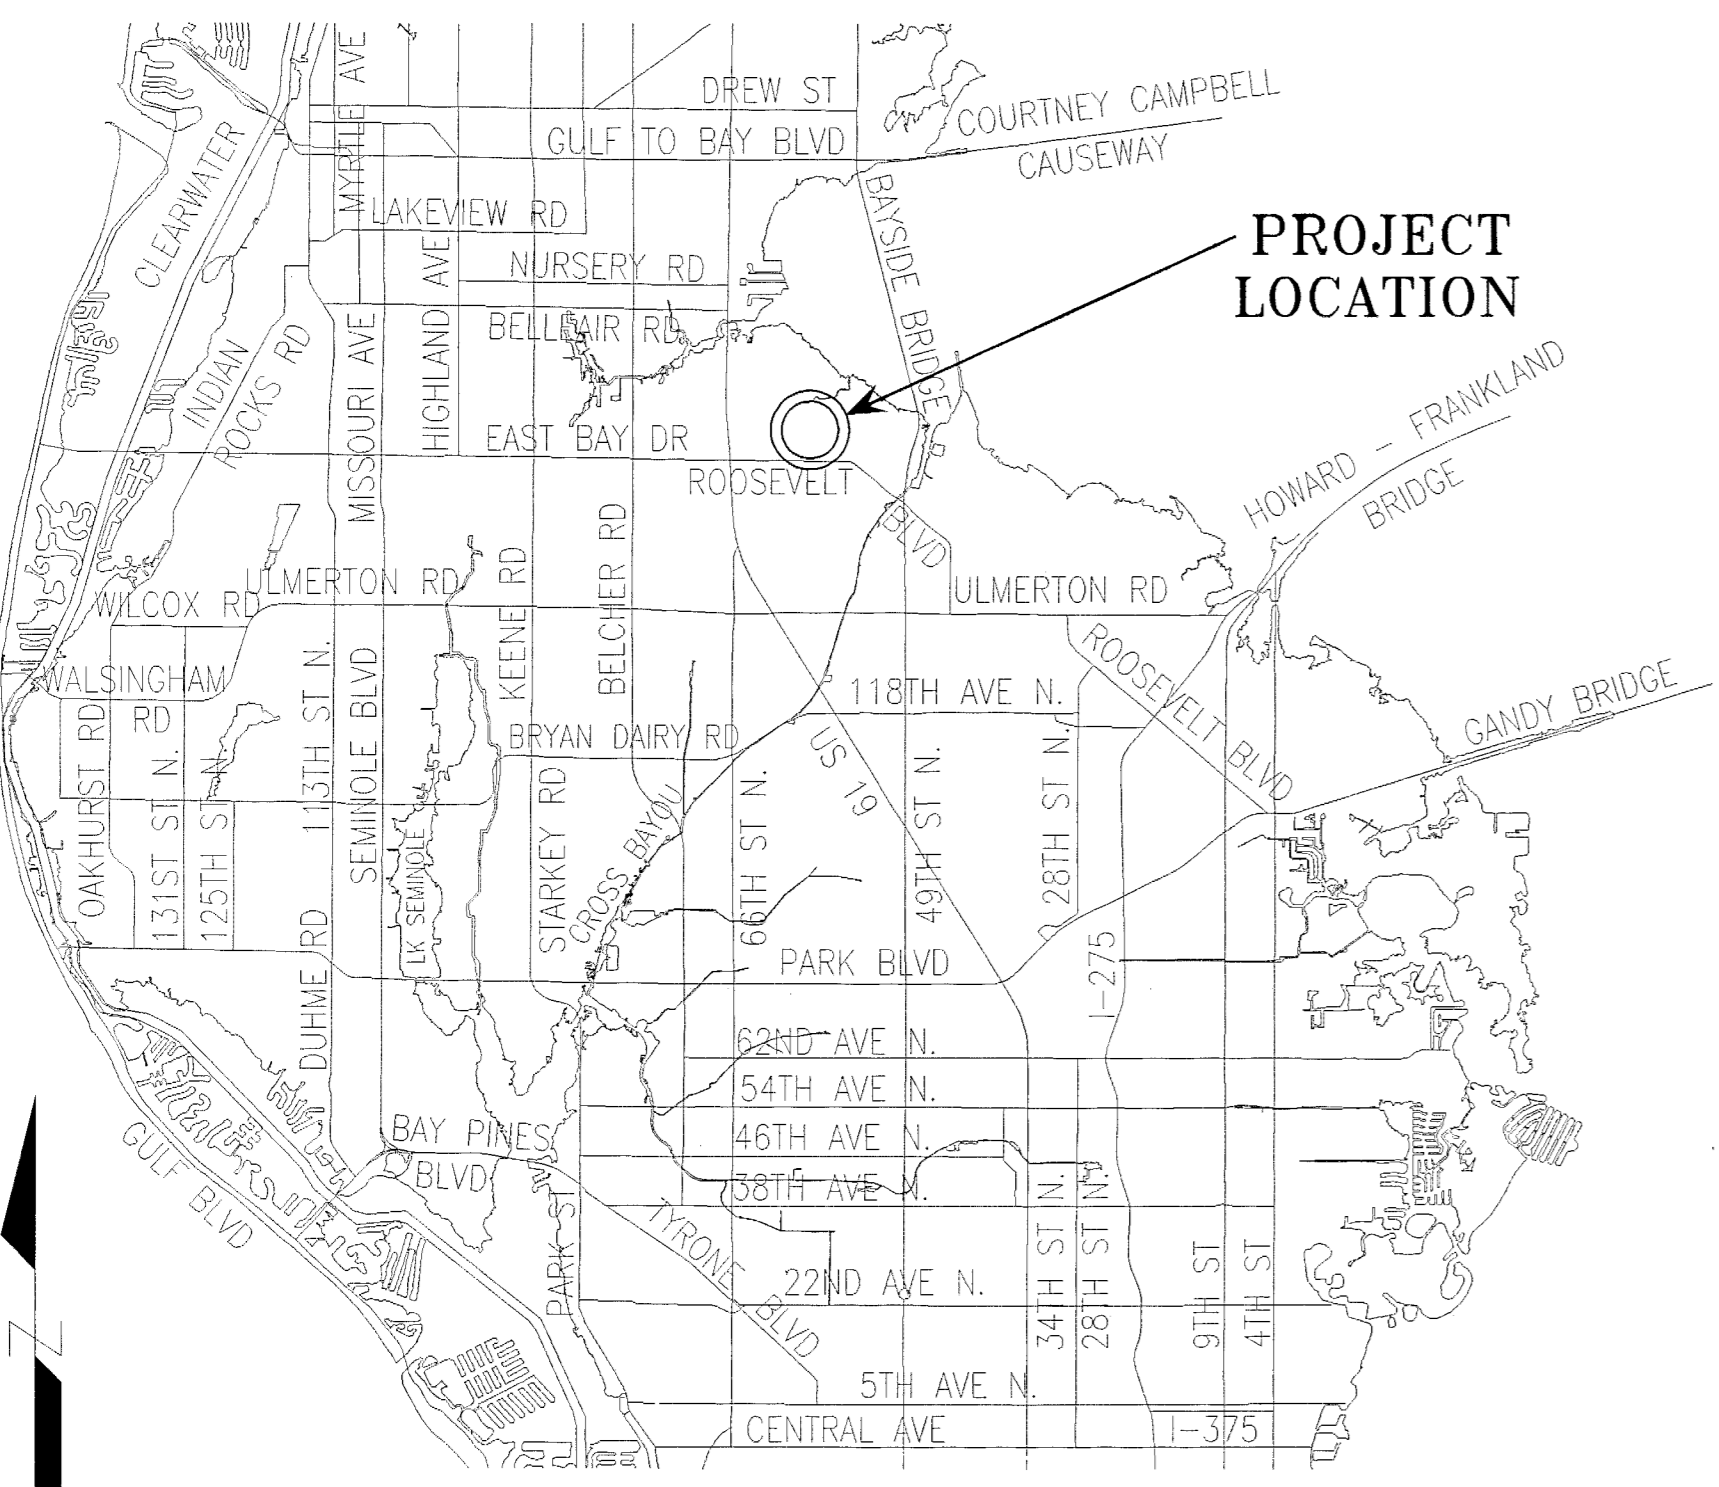 DREW ST
COURTNEY CAMPBELL
CAUSEWAY
GULF TO BAY BLVD
MYRTLE AVE
CLEARWATER
LAKEVIEW RD
BAYSIDE BRIDGE
PROJECT
LOCATION
NURSERY RD
HIGHLAND AVE
BELLEAIR RD
INDIAN
ROCKS RD
MISSOURI AVE
EAST BAY DR
ROOSEVELT
BLVD
HOWARD - FRANKLAND
BRIDGE
ULMERTON RD
WILCOX RD
KEENE RD
BELCHER RD
ULMERTON RD
WALSINGHAM
RD
113TH ST N.
SEMINOLE BLVD
118TH AVE N.
ROOSEVELT BLVD
GANDY BRIDGE
BRYAN DAIRY RD
US 19
OAKHURST RD
131ST ST N.
125TH ST N.
LK SEMINOLE
STARKEY RD
CROSS BAYOU
66TH ST N.
49TH ST N.
28TH ST N.
PARK BLVD
I-275
DUHME RD
62ND AVE N.
54TH AVE N.
46TH AVE N.
38TH AVE N.
BAY PINES
BLVD
GULF BLVD
PARK ST
TYRONE BLVD
22ND AVE N.
34TH ST N.
28TH ST N.
9TH ST
4TH ST
5TH AVE N.
CENTRAL AVE
I-375
N